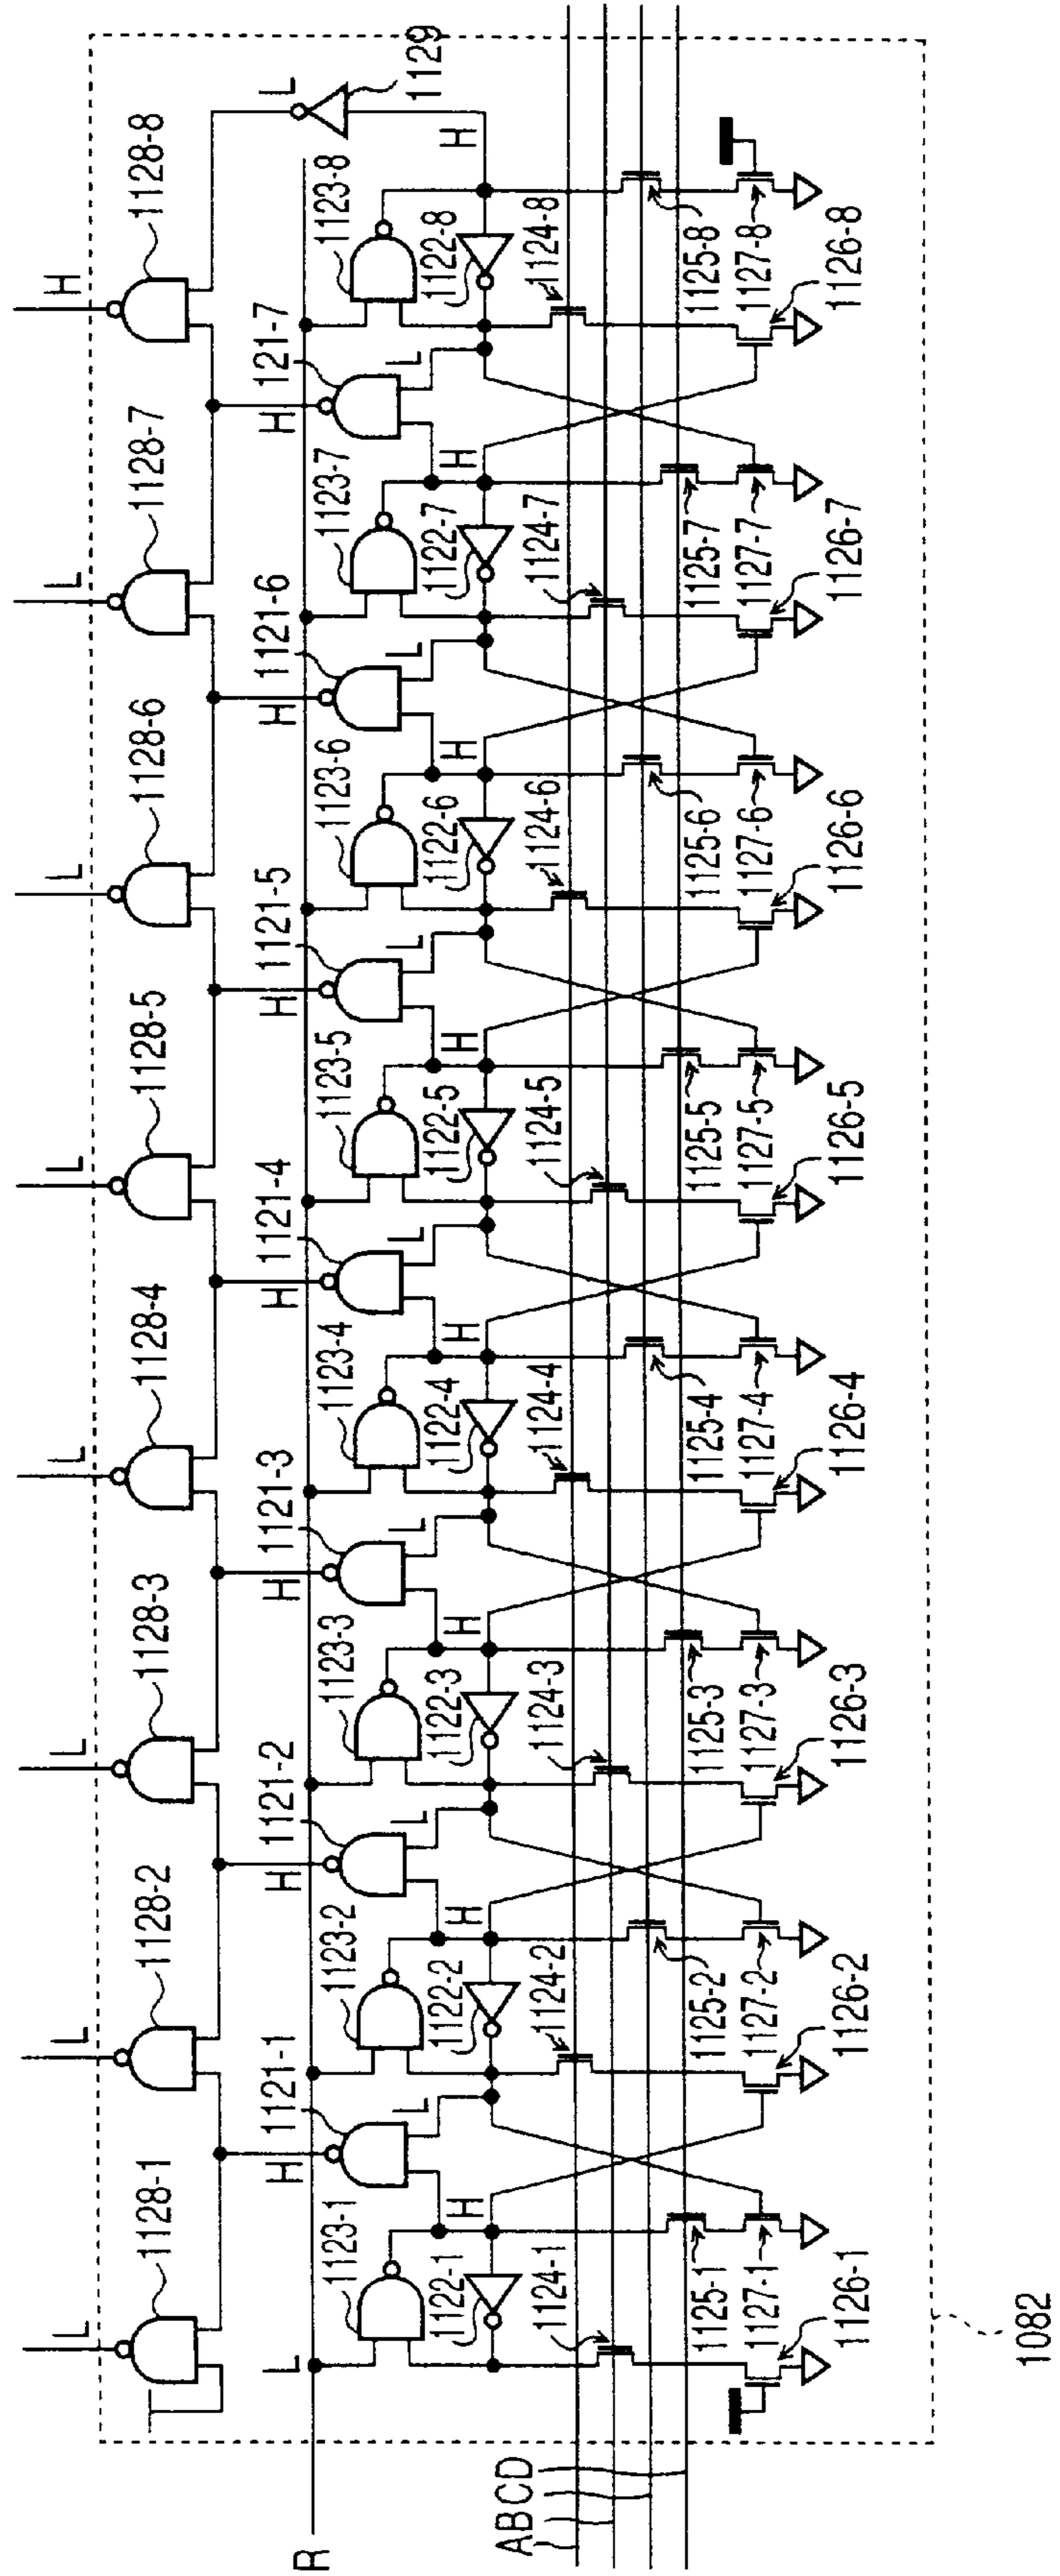 1128-1
1128-2
1128-3
1128-4
1128-5
1128-6
1128-7
1128-8
L
L
L
L
L
L
L
H
L
1129
1121-1
1121-2
1121-3
1121-4
1121-5
1121-6
121-7
H
H
H
H
H
H
H
1123-1
1123-2
1123-3
1123-4
1123-5
1123-6
1123-7
1123-8
R
L
L
L
L
L
L
L
L
H
H
H
H
H
H
H
H
1122-1
1122-2
1122-3
1122-4
1122-5
1122-6
1122-7
1122-8
1124-1
1124-2
1124-3
1124-4
1124-5
1124-6
1124-7
1124-8
ABCD
1125-1
1125-2
1125-3
1125-4
1125-5
1125-6
1125-7
1125-8
1127-1
1127-2
1127-3
1127-4
1127-5
1127-6
1127-7
1127-8
1126-1
1126-2
1126-3
1126-4
1126-5
1126-6
1126-7
1126-8
1082